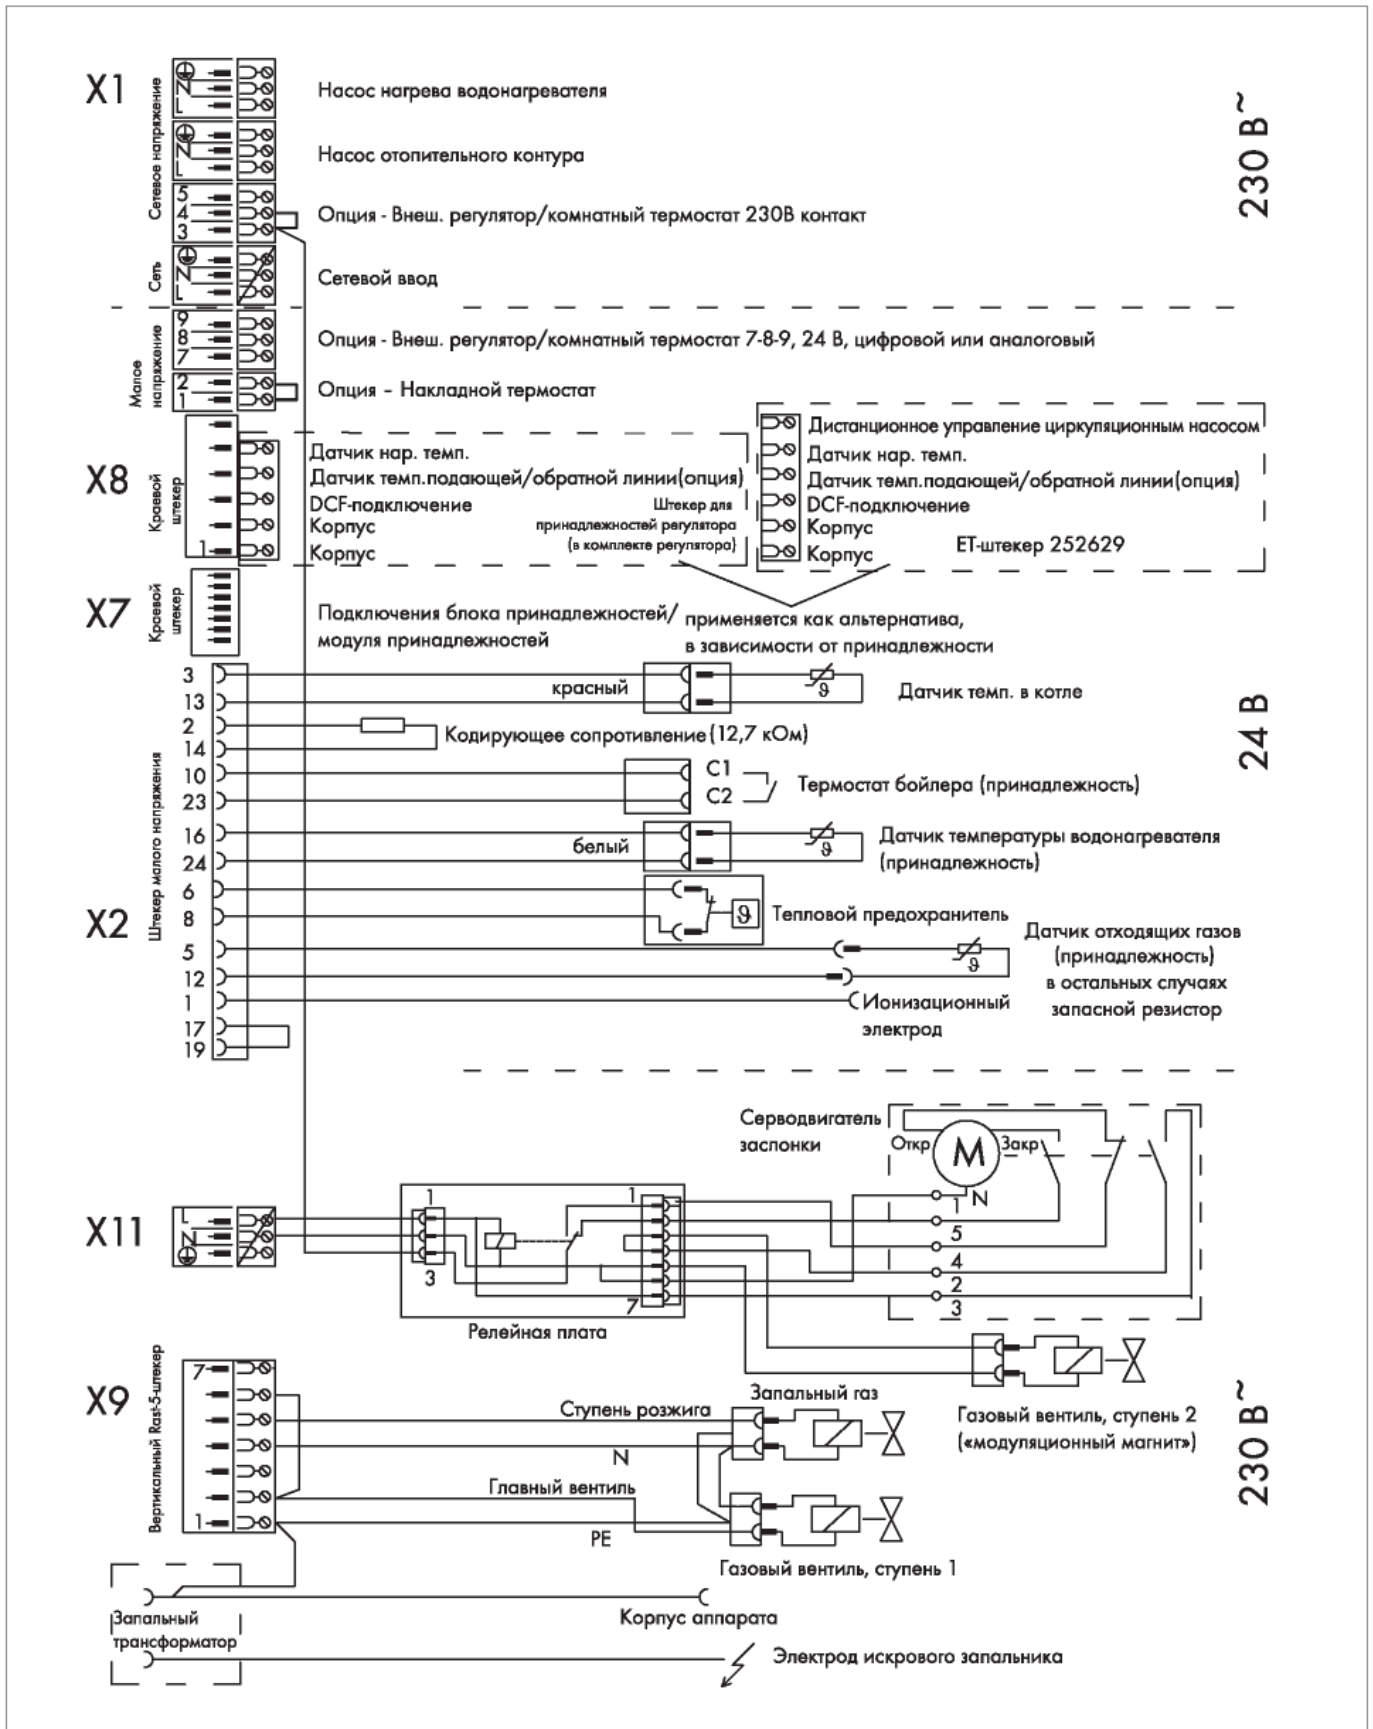 X1
Сетевое напряжение
N
L
Насос нагрева водонагревателя
230 В~
N
L
Насос отопительного контура
5
4
3
Опция - Внеш. регулятор/комнатный термостат 230В контакт
Сеть
N
L
Сетевой ввод
Малое
напряжение
9
8
7
Опция - Внеш. регулятор/комнатный термостат 7-8-9, 24 В, цифровой или аналоговый
2
1
Опция – Накладной термостат
X8
Краевой
штекер
1
Датчик нар. темп.
Датчик темп.подающей/обратной линии(опция)
DCF-подключение
Корпус
Корпус
Штекер для
принадлежностей регулятора
(в комплекте регулятора)
Дистанционное управление циркуляционным насосом
Датчик нар. темп.
Датчик темп.подающей/обратной линии(опция)
DCF-подключение
Корпус
Корпус
ЕТ-штекер 252629
X7
Краевой
штекер
Подключения блока принадлежностей/
модуля принадлежностей
применяется как альтернатива,
в зависимости от принадлежности
24 В
X2
Штекер малого напряжения
3
красный
Датчик темп. в котле
13
2
Кодирующее сопротивление(12,7 кОм)
14
10
C1
Термостат бойлера (принадлежность)
23
C2
16
белый
Датчик температуры водонагревателя
(принадлежность)
24
6
ϑ
ϑ
ϑ
ϑ
8
Тепловой предохранитель
5
Датчик отходящих газов
(принадлежность)
в остальных случаях
запасной резистор
12
1
Ионизационный
электрод
17
19
Серводвигатель
заслонки
Откр
M
Закр
N
1
5
4
2
3
X11
L
N
1
3
1
7
Релейная плата
Газовый вентиль, ступень 2
(«модуляционный магнит»)
230 В~
X9
Вертикальный Rast-5-штекер
7
1
Запальный газ
Ступень розжига
N
Главный вентиль
PE
Газовый вентиль, ступень 1
Запальный
трансформатор
Корпус аппарата
Электрод искрового запальника